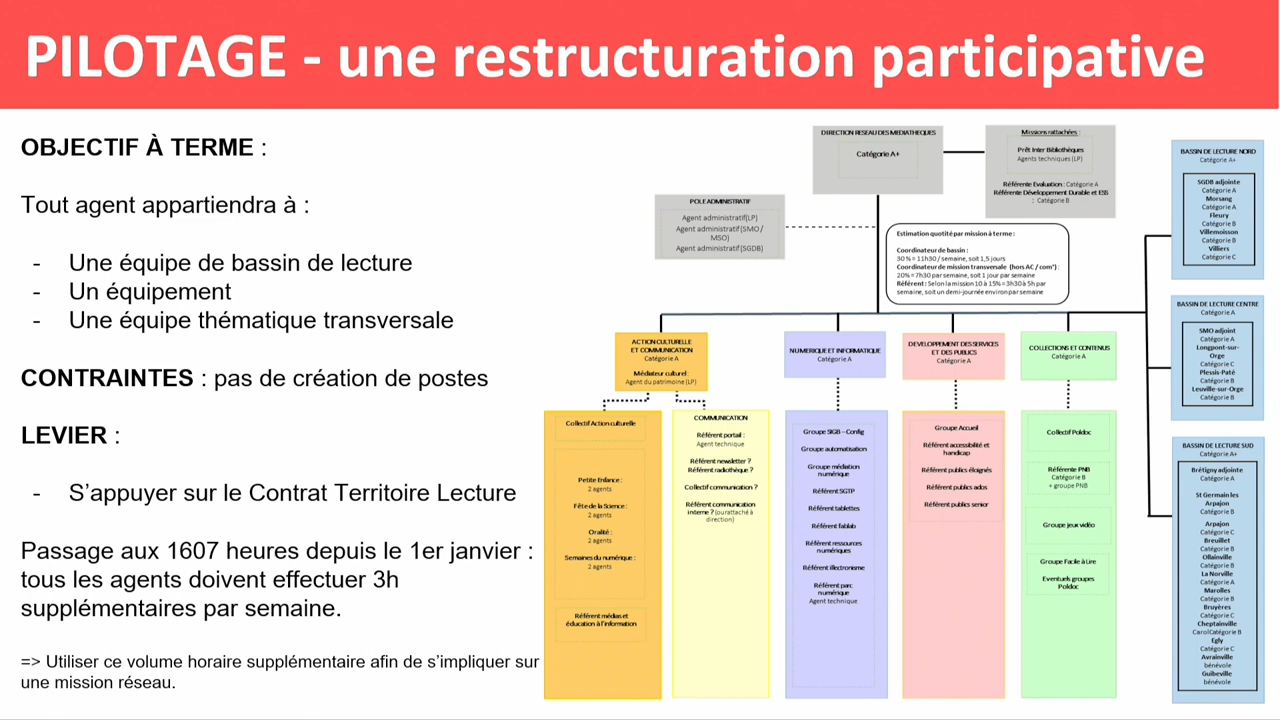 PILOTAGE - une restructuration participative
OBJECTIF À TERME :
Tout agent appartiendra à :
- Une équipe de bassin de lecture
- Un équipement
- Une équipe thématique transversale
CONTRAINTES : pas de création de postes
LEVIER :
- S'appuyer sur le Contrat Territoire Lecture
Passage aux 1607 heures depuis le 1er janvier :
tous les agents doivent effectuer 3h
supplémentaires par semaine.
=> Utiliser ce volume horaire supplémentaire afin de s'impliquer sur
une mission réseau.
DIRECTION RESEAU DES MEDIATHEQUES
Catégorie A+
Missions rattachées :
Prêt Inter Bibliothèques
Agents techniques (LP)
Référente Evaluation : Catégorie A
Référente Développement Durable et ESS
: Catégorie B
POLE ADMINISTRATIF
Agent administratif(LP)
Agent administratif (SMO /
MSO)
Agent administratif (SGDB)
Estimation quotité par mission à terme :
Coordinateur de bassin :
30 % = 11h30 / semaine, soit 1,5 jours
Coordinateur de mission transversale (hors AC / com°) :
20% = 7h30 par semaine, soit 1 jour par semaine
Référent : Selon la mission 10 à 15% = 3h30 à 5h par
semaine, soit un demi-journée environ par semaine
ACTION CULTURELLE
ET COMMUNICATION
Catégorie A
Médiateur culturel :
Agent du patrimoine (LP)
NUMERIQUE ET INFORMATIQUE
Catégorie A
DEVELOPPEMENT DES SERVICES
ET DES PUBLICS
Catégorie A
COLLECTIONS ET CONTENUS
Catégorie A
Collectif Action culturelle
Petite Enfance :
2 agents
Fête de la Science :
2 agents
Oralité :
2 agents
Semaines du numérique :
2 agents
Référent médias et
éducation à l'information
COMMUNICATION
Référent portail :
Agent technique
Référent newsletter ?
Référent radiothèque ?
Collectif communication ?
Référent communication
interne ? (ou rattaché à
direction)
Groupe SIGB – Config
Groupe automatisation
Groupe médiation
numérique
Référent SGTP
Référent tablettes
Référent fablab
Référent ressources
numériques
Référent illectronisme
Référent parc
numérique
Agent technique
Groupe Accueil
Référent accessibilité et
handicap
Référent publics éloignés
Référent publics ados
Référent publics senior
Collectif Poldoc
Référente PNB
Catégorie B
+ groupe PNB
Groupe jeux vidéo
Groupe Facile à Lire
Eventuels groupes
Poldoc
BASSIN DE LECTURE NORD
Catégorie A+
SGDB adjointe
Catégorie A
Morsang
Catégorie A
Fleury
Catégorie B
Villemoisson
Catégorie B
Villiers
Catégorie C
BASSIN DE LECTURE CENTRE
Catégorie A
SMO adjoint
Catégorie A
Longpont-sur-
Orge
Catégorie C
Plessis-Paté
Catégorie B
Leuville-sur-Orge
Catégorie B
BASSIN DE LECTURE SUD
Catégorie A+
Brétigny adjointe
Catégorie A
St Germain les
Arpajon
Catégorie B
Arpajon
Catégorie C
Breuillet
Catégorie B
Ollainville
Catégorie B
La Norville
Catégorie A
Marolles
Catégorie B
Bruyères
Catégorie C
Cheptainville
CarolCatégorie B
Egly
Catégorie C
Avrainville
bénévole
Guibeville
bénévole